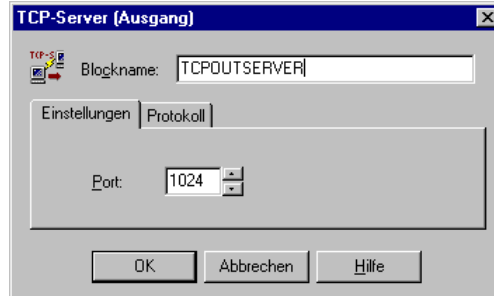 TCP-Server (Ausgang)
TCP-S
Blockname: TCPOUTSERVER
Einstellungen Protokoll
Port: 1024
OK Abbrechen Hilfe